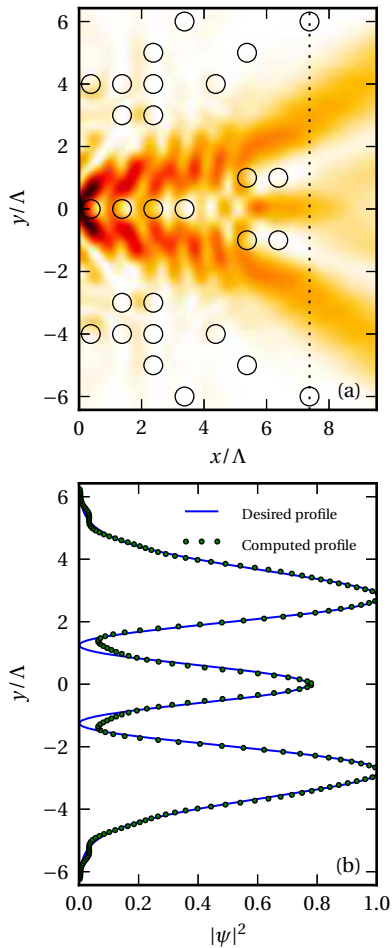 6
4
2
0
−2
−4
−6
y/Λ
(a)
0 2 4 6 8
x/Λ
6
4
2
0
−2
−4
−6
y/Λ
Desired profile
Computed profile
(b)
0.0 0.2 0.4 0.6 0.8 1.0
|ψ|²